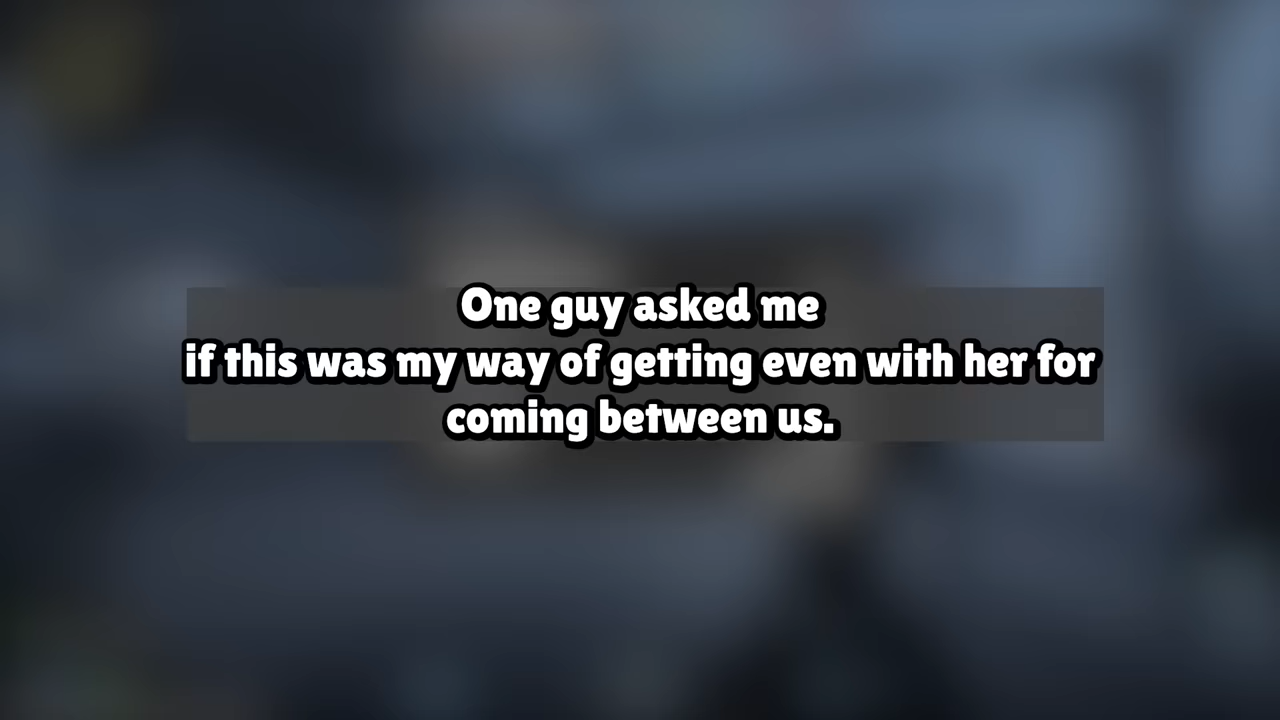 One guy asked me
if this was my way of getting even with her for
coming between us.